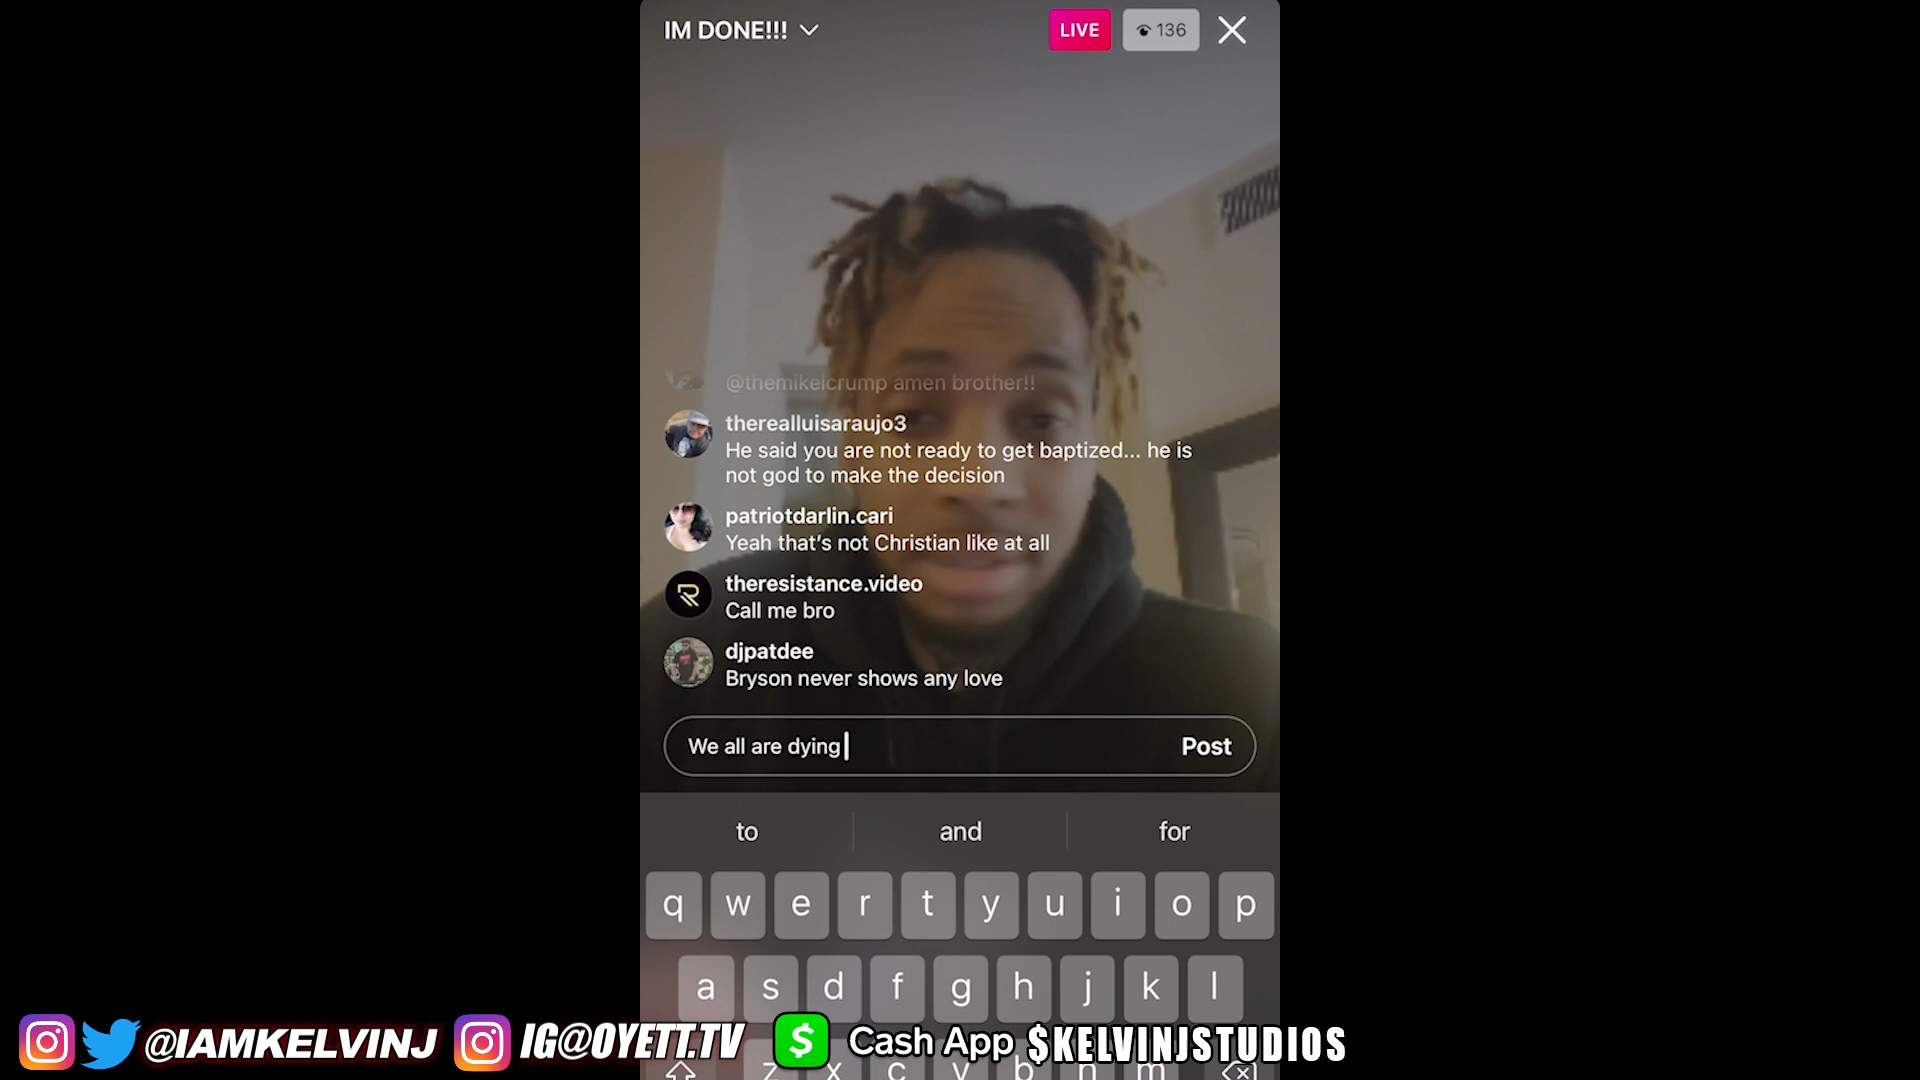 IM DONE!!!
LIVE
136
@themikelcrump amen brother!!
therealluisaraujo3
He said you are not ready to get baptized... he is
not god to make the decision
patriotdarlin.cari
Yeah that's not Christian like at all
theresistance.video
Call me bro
djpatdee
Bryson never shows any love
We all are dying
Post
to and for
q w e r t y u i o p
a s d f g h j k l
z x c v b n m
@IAMKELVINJ IG@OYETT.TV $ Cash App $KELVINJSTUDIOS